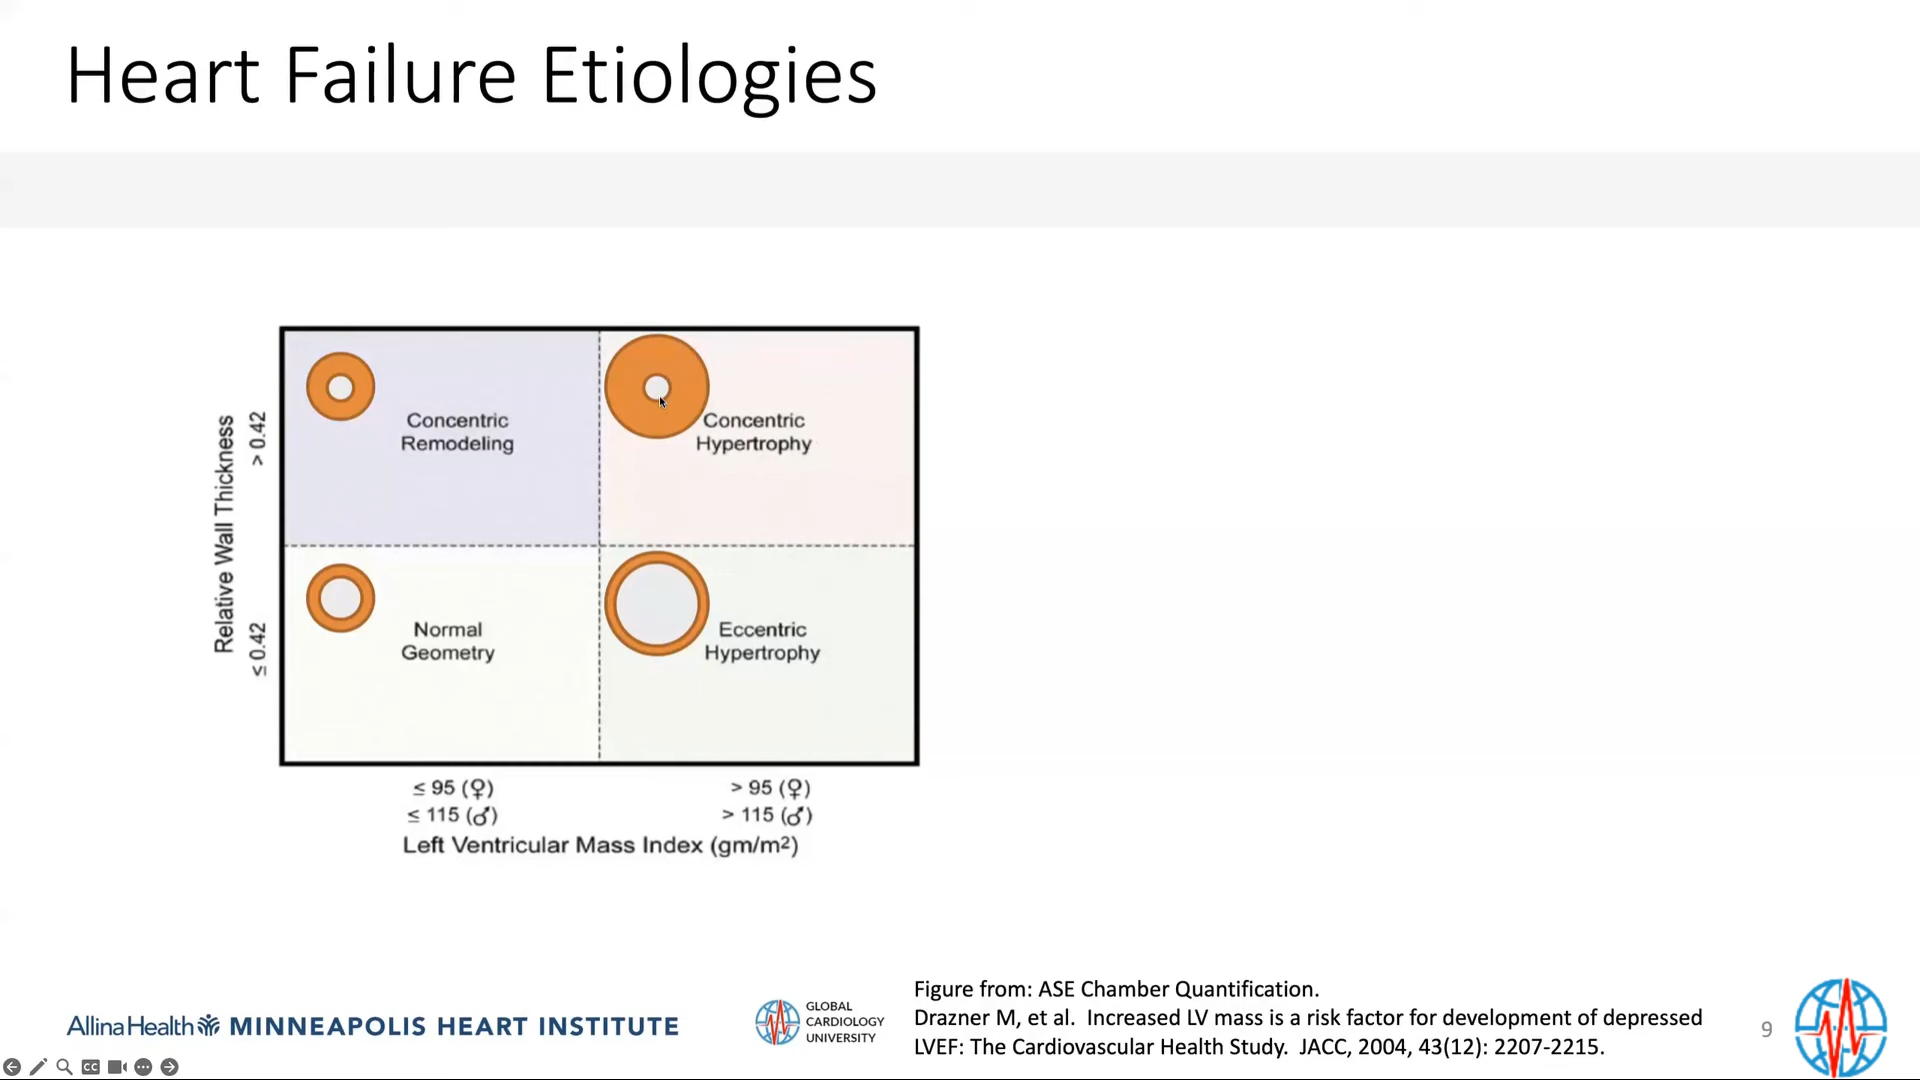 Heart Failure Etiologies
Relative Wall Thickness
> 0.42
≤ 0.42
Concentric
Remodeling
Concentric
Hypertrophy
Normal
Geometry
Eccentric
Hypertrophy
≤ 95 (♀)
≤ 115 (♂)
> 95 (♀)
> 115 (♂)
Left Ventricular Mass Index (gm/m²)
AllinaHealth MINNEAPOLIS HEART INSTITUTE
GLOBAL
CARDIOLOGY
UNIVERSITY
Figure from: ASE Chamber Quantification.
Drazner M, et al. Increased LV mass is a risk factor for development of depressed
LVEF: The Cardiovascular Health Study. JACC, 2004, 43(12): 2207-2215.
9
CC